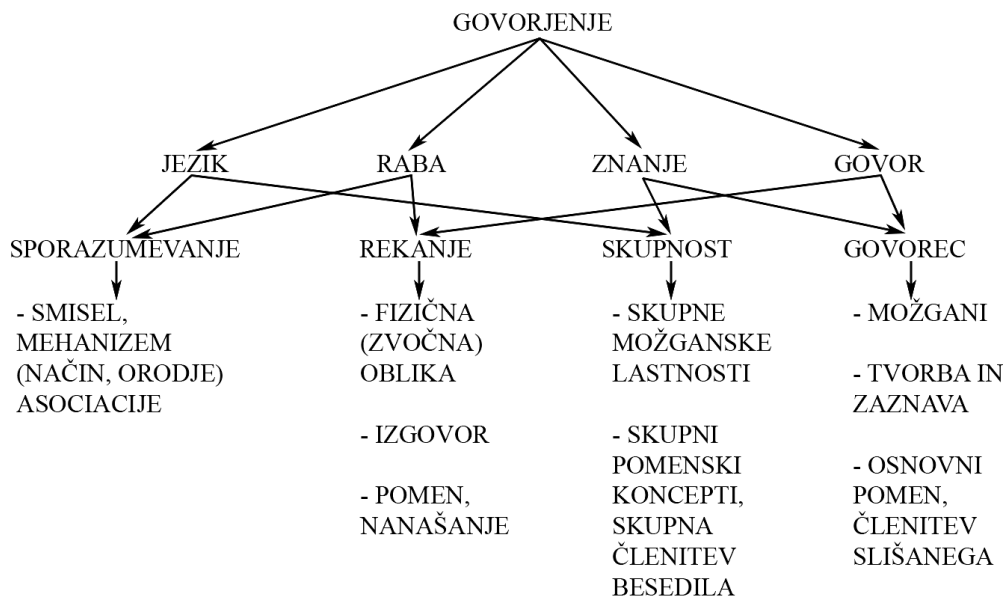 GOVORJENJE
JEZIK RABA ZNANJE GOVOR
SPORAZUMEVANJE REKANJE SKUPNOST GOVOREC
- SMISEL,
MEHANIZEM
(NAČIN, ORODJE)
ASOCIACIJE
- FIZIČNA
(ZVOČNA)
OBLIKA
- IZGOVOR
- POMEN,
NANAŠANJE
- SKUPNE
MOŽGANSKE
LASTNOSTI
- SKUPNI
POMENSKI
KONCEPTI,
SKUPNA
ČLENITEV
BESEDILA
- MOŽGANI
- TVORBA IN
ZAZNAVA
- OSNOVNI
POMEN,
ČLENITEV
SLIŠANEGA